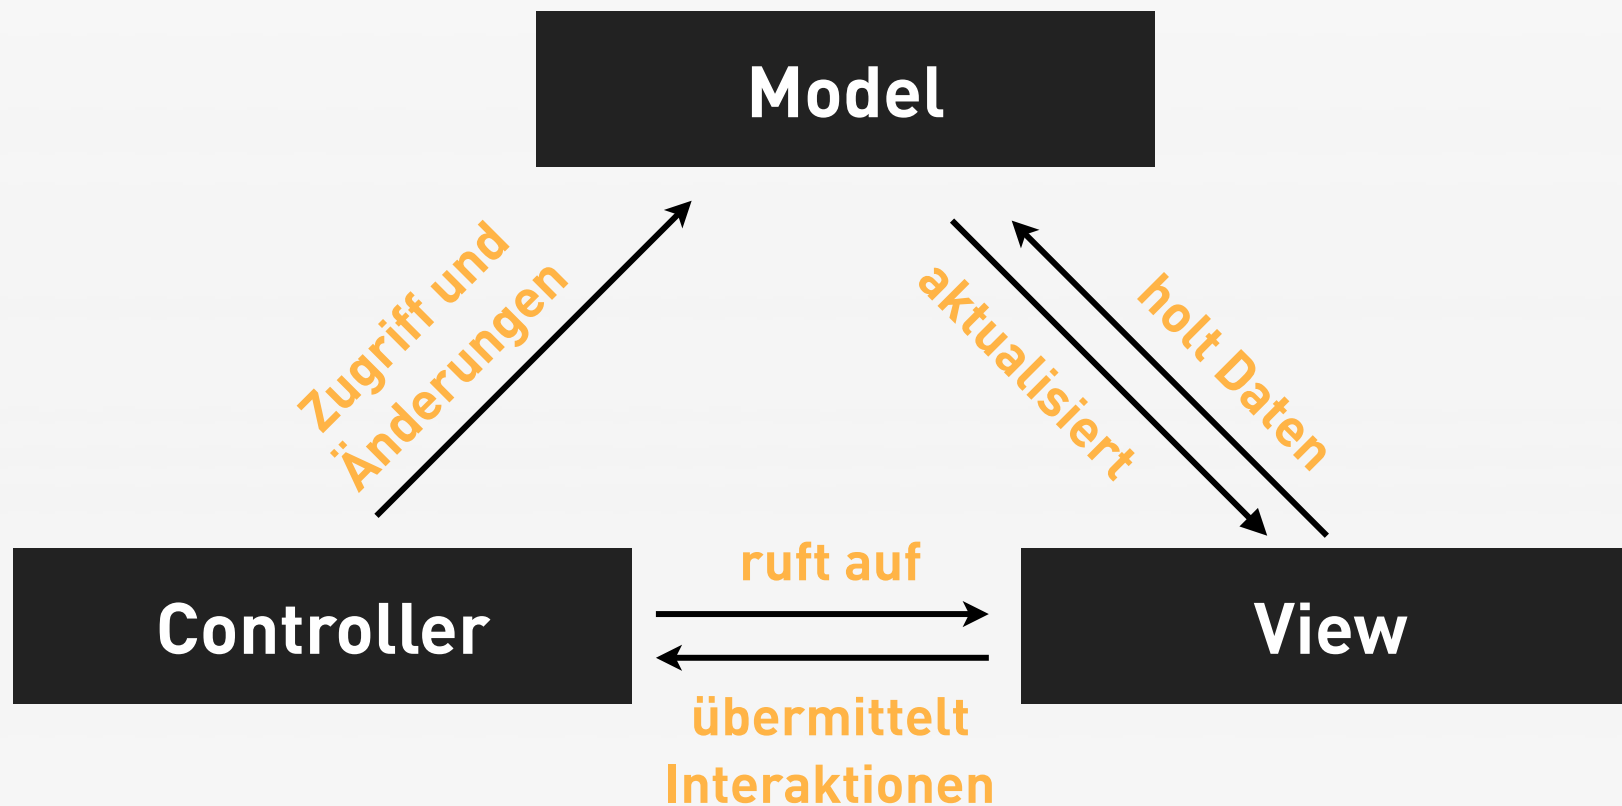 Model
Zugriff und
Änderungen
aktualisiert
holt Daten
Controller
ruft auf
View
übermittelt
Interaktionen